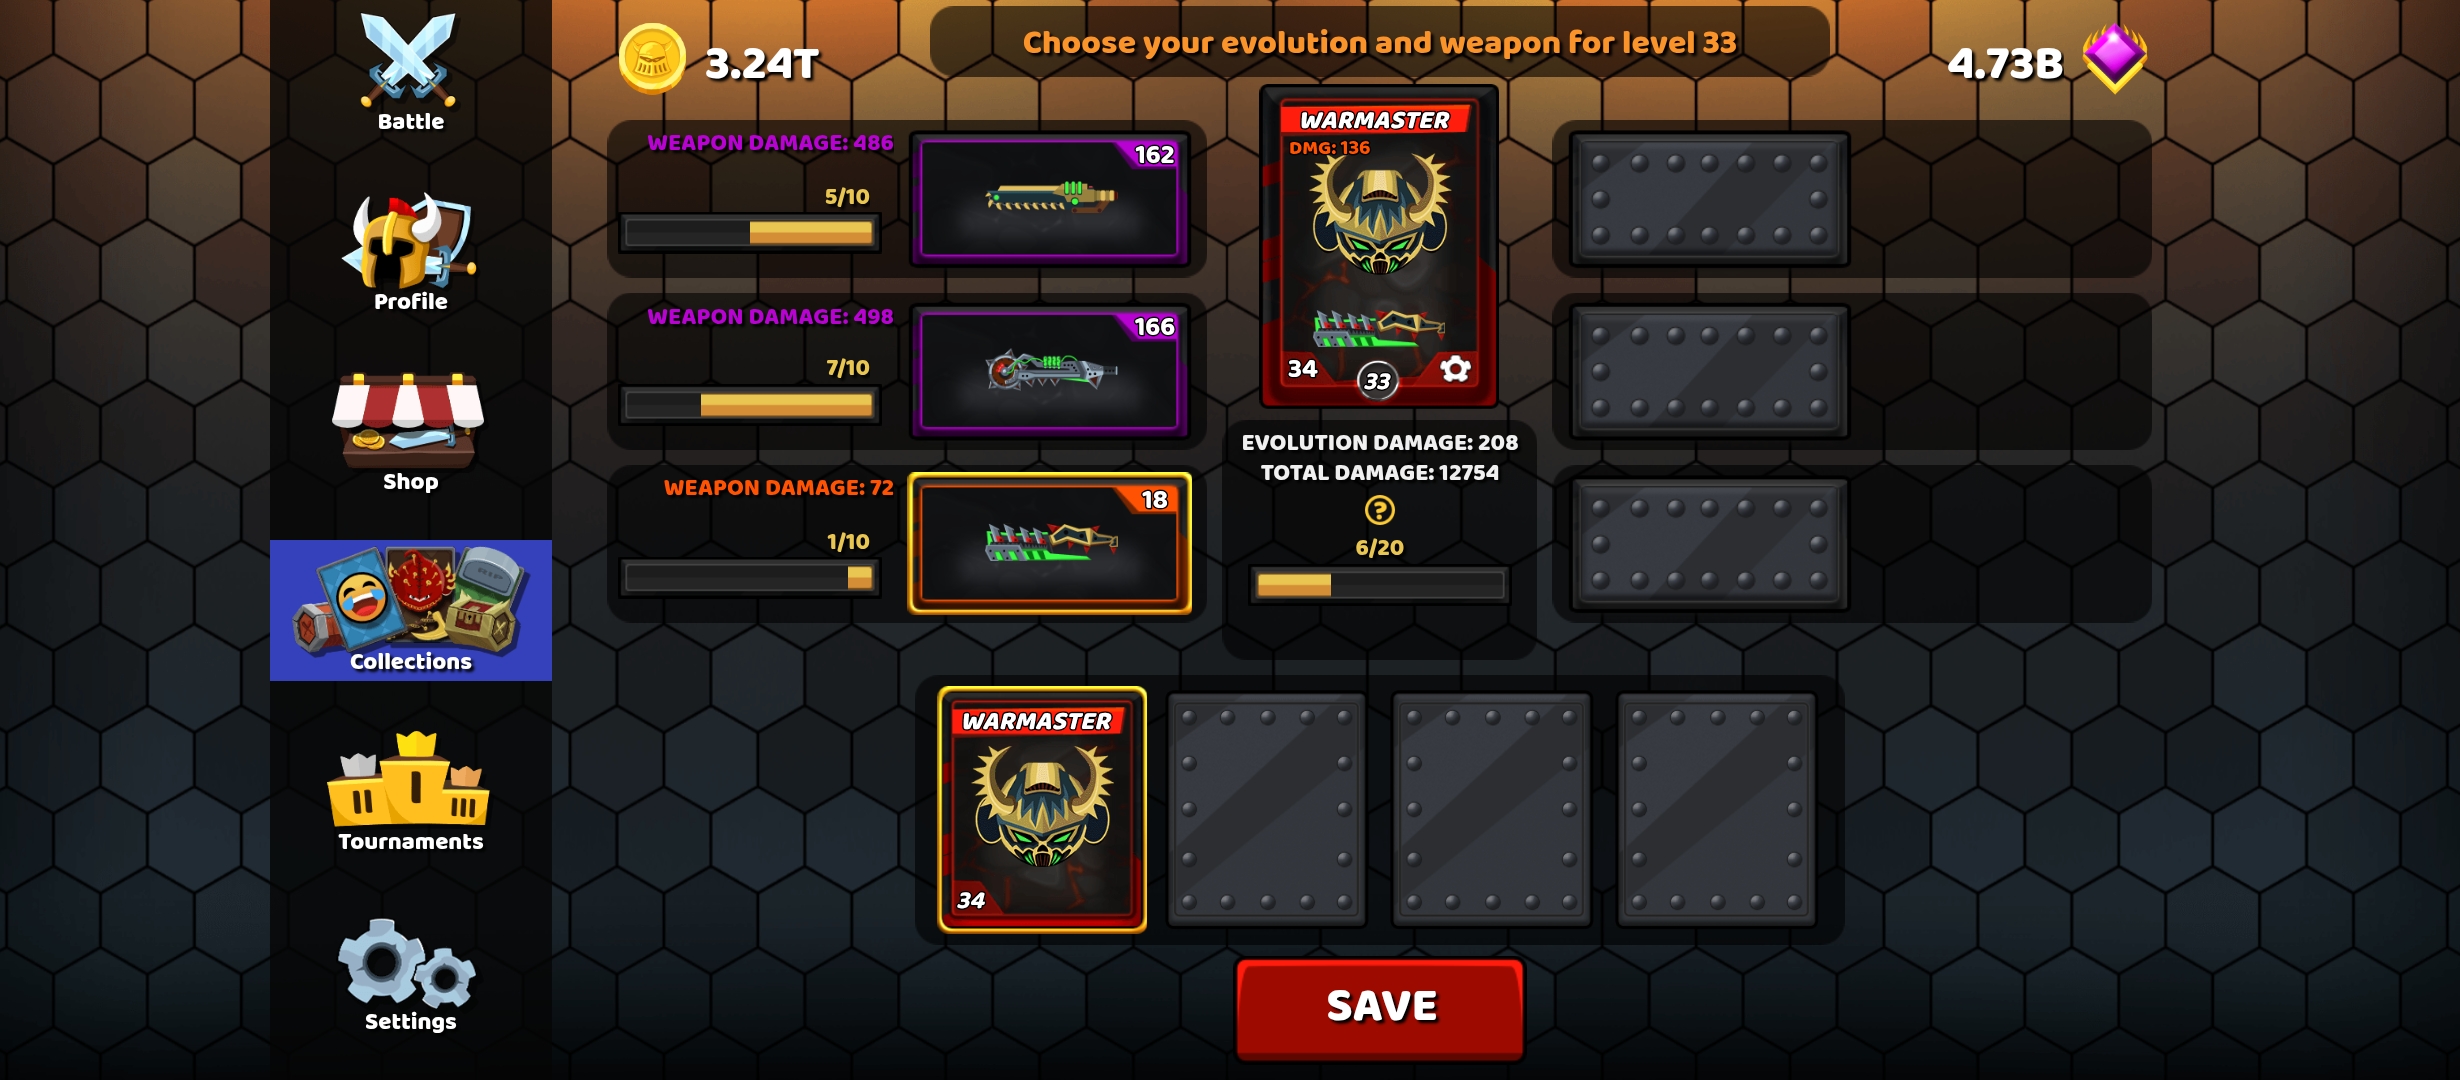 Battle
Profile
Shop
Collections
Tournaments
Settings
3.24T
Choose your evolution and weapon for level 33
4.73B
WEAPON DAMAGE: 486
5/10
162
WEAPON DAMAGE: 498
7/10
166
WEAPON DAMAGE: 72
1/10
18
WARMASTER
DMG: 136
34
33
EVOLUTION DAMAGE: 208
TOTAL DAMAGE: 12754
?
6/20
WARMASTER
34
SAVE